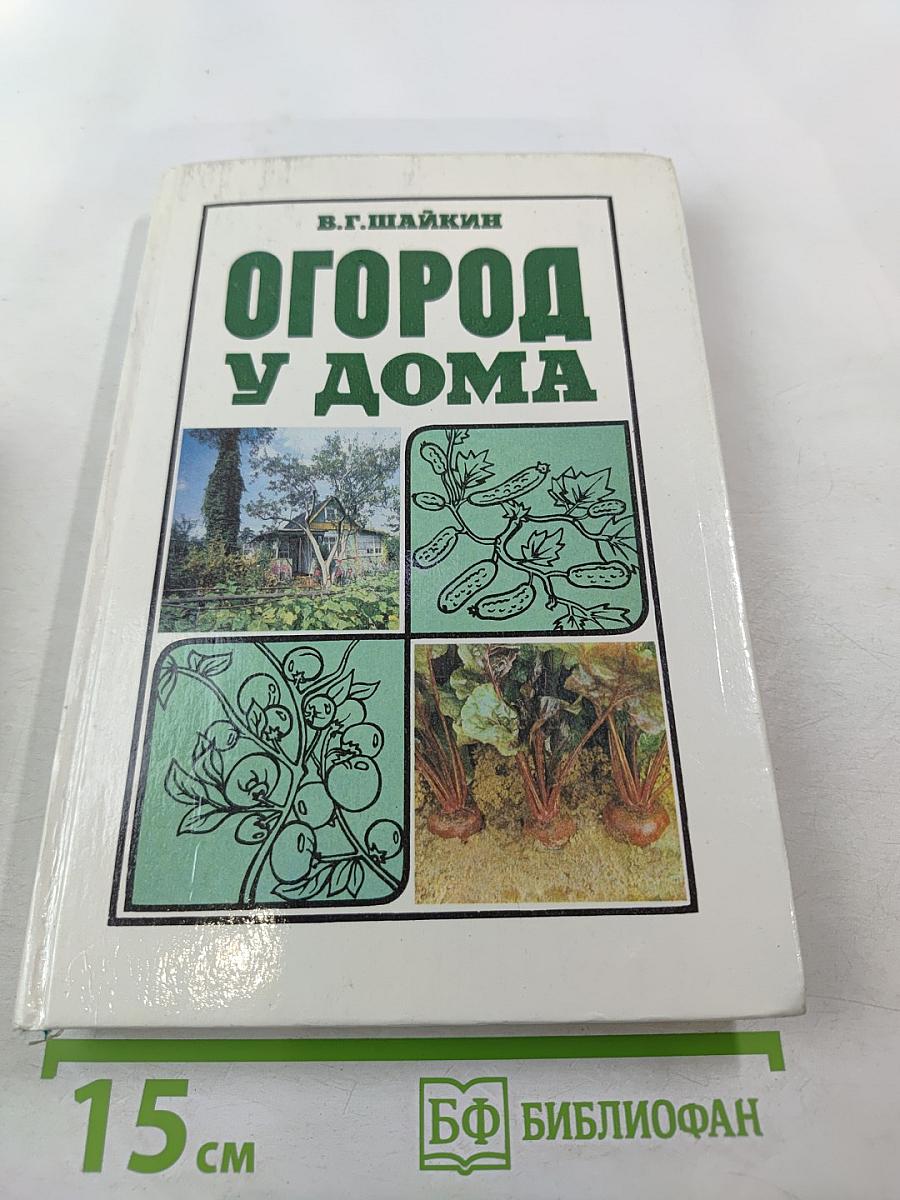 В.Г.ШАЙКИН
ОГОРОД
У ДОМА
15 см
БФ БИБЛИОФАН